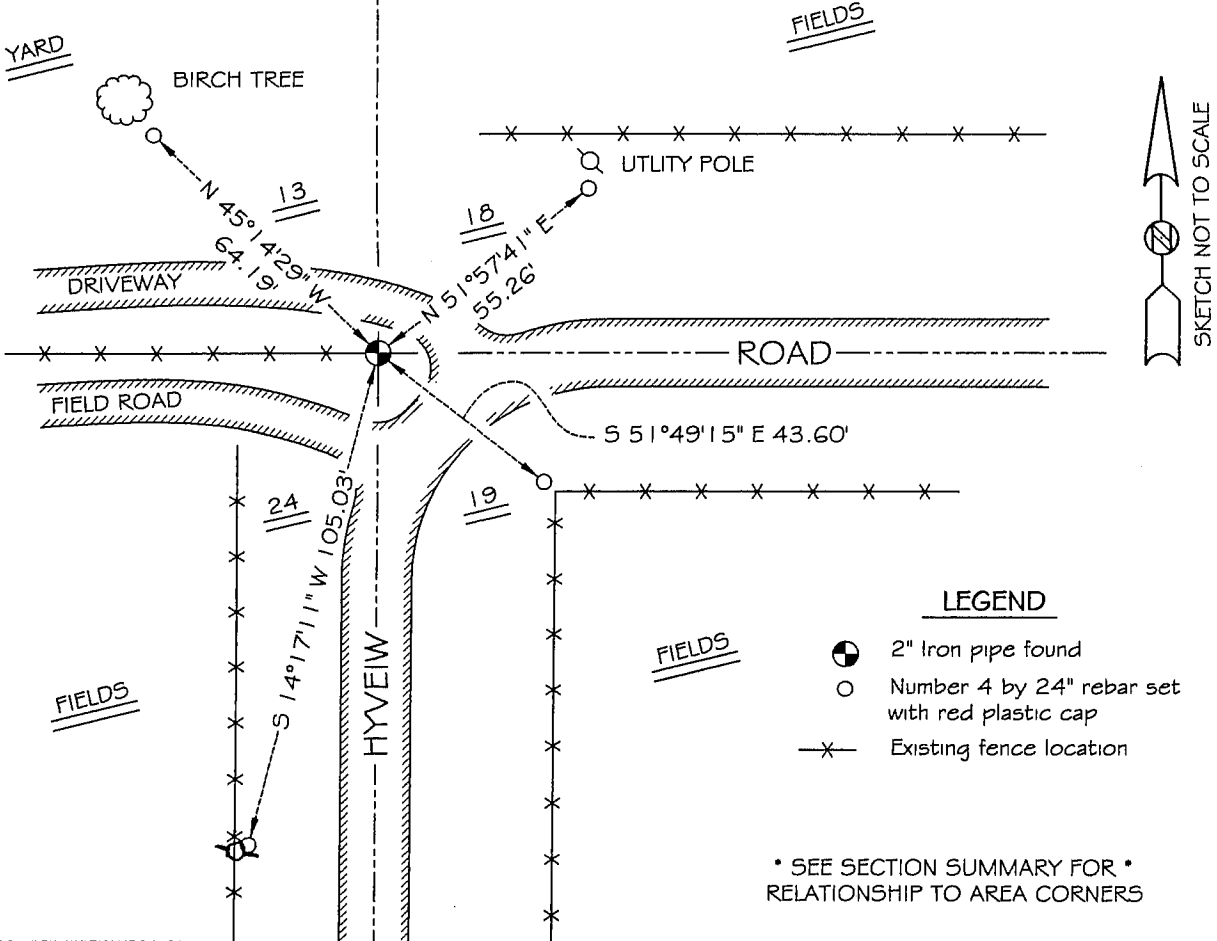 FIELDS
YARD
BIRCH TREE
UTLITY POLE
13
18
N 45°14'29" W
64.19'
N 51°57'41" E
55.26'
DRIVEWAY
ROAD
FIELD ROAD
S 51°49'15" E 43.60'
24
19
S 14°17'11" W 105.03'
HYVEIW
FIELDS
FIELDS
SKETCH NOT TO SCALE
N
LEGEND
2" Iron pipe found
Number 4 by 24" rebar set
with red plastic cap
Existing fence location
* SEE SECTION SUMMARY FOR *
RELATIONSHIP TO AREA CORNERS